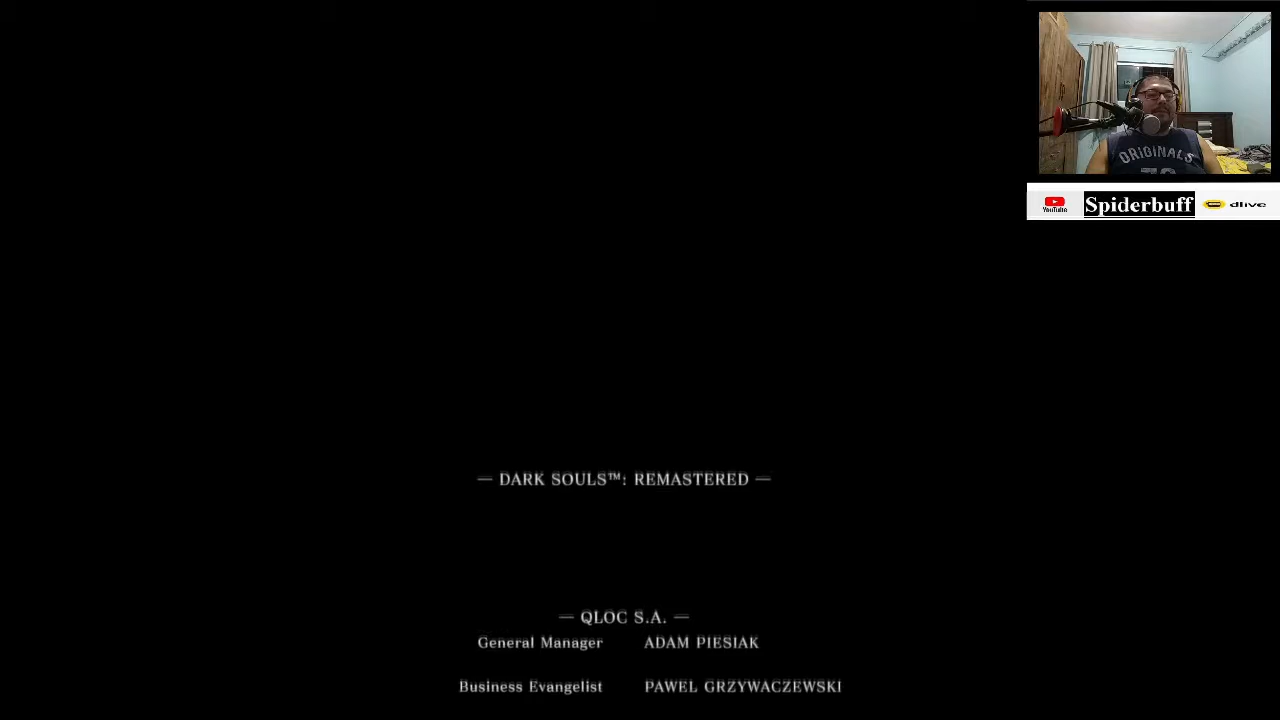 ORIGINALS
YouTube
Spiderbuff
dlive
— DARK SOULS™: REMASTERED —
— QLOC S.A. —
General Manager ADAM PIESIAK
Business Evangelist PAWEL GRZYWACZEWSKI